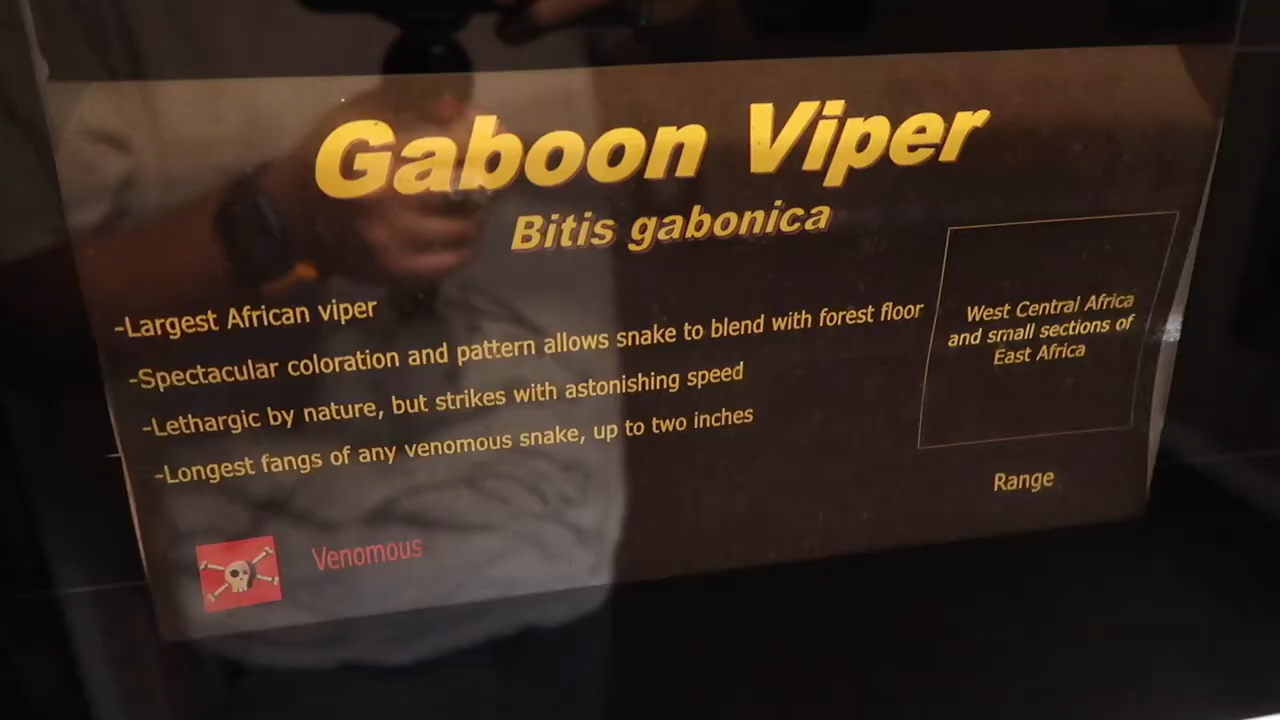 Gaboon Viper
Bitis gabonica
-Largest African viper
-Spectacular coloration and pattern allows snake to blend with forest floor
-Lethargic by nature, but strikes with astonishing speed
-Longest fangs of any venomous snake, up to two inches
West Central Africa
and small sections of
East Africa
Range
Venomous